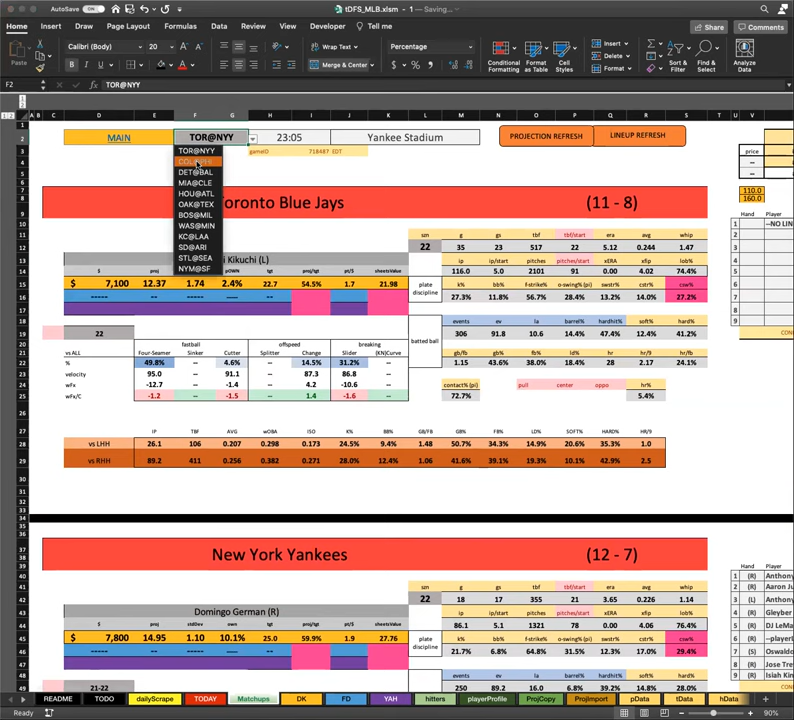 AutoSave OFF tDFS_MLB.xlsm - 1 — Saving...
Home Insert Draw Page Layout Formulas Data Review View Developer Tell me Share Comments
Paste Calibri (Body) 20 Wrap Text Percentage Insert
B I U Merge & Center $ % Conditional Formatting Format as Table Cell Styles Delete Format Sort & Filter Find & Select Analyze Data
F2 fx TOR@NYY
MAIN TOR@NYY 23:05 Yankee Stadium PROJECTION REFRESH LINEUP REFRESH
TOR@NYY gameID 718487 EDT price
DET@BAL
MIA@CLE
HOU@ATL 110.0
OAK@TEX 160.0
Toronto Blue Jays (11 - 8)
BOS@MIL
WAS@MIN
KC@LAA
SD@ARI
STL@SEA
NYM@SF
Hand Player
--NO LIN
szn g gs tbf tbf/start era avg whip
22 35 23 517 22 5.12 0.244 1.47
Kikuchi (L)
ip ip/start pitches pitches/start xERA xfip lob%
116.0 5.0 2101 91 0.00 4.02 74.4%
$ proj stdDev pOWN proj/tgt tgt pt/$ sheetsValue
$ 7,100 12.37 1.74 2.4% 22.7 54.5% 1.7 21.98
plate discipline
k% bb% f-strike% o-swing% (pi) swing% (pi) zone% (pi) csw%
27.3% 11.8% 56.7% 28.4% 13.2% 14.0% 27.2%
22
batted ball
events ev la barrel% hardhit% soft% hard%
306 91.8 10.6 14.4% 47.4% 12.4% 41.2%
fastball offspeed breaking
vs ALL Four-Seamer Sinker Cutter Splitter Change Slider (KN)Curve
% 49.8% -- 4.6% -- 14.5% 31.2% --
velocity 95.0 -- 91.1 -- 87.3 86.8 --
wFx -12.7 -- -1.4 -- 4.2 -10.6 --
wFx/C -1.2 -- -1.5 -- 1.4 -1.6 --
gb/fb gb% fb% ld% hr hr/9 hr/fb
1.15 43.6% 38.0% 18.4% 28 2.17 24.1%
contact% (pi) pull center oppo hr%
72.7% 5.4%
IP TBF AVG wOBA ISO K% BB% GB/FB GB% FB% LD% SOFT% HARD% HR/9
vs LHH 26.1 106 0.207 0.298 0.173 24.5% 9.4% 1.48 50.7% 34.3% 14.9% 20.6% 35.3% 1.0
vs RHH 89.2 411 0.256 0.382 0.271 28.0% 12.4% 1.06 41.6% 39.1% 19.3% 10.1% 42.9% 2.5
New York Yankees (12 - 7)
Hand Player
1 (R) Anthony
2 (R) Aaron Ju
3 (L) Anthony
4 (R) Gleyber
5 (R) DJ LeMa
6 (R) --playerL
7 (S) Oswaldo
8 (R) Jose Tre
9 (R) Isiah Kin
szn g gs tbf tbf/start era avg whip
22 18 17 355 21 3.65 0.226 1.14
Domingo German (R)
ip ip/start pitches pitches/start xERA xfip lob%
86.1 5.1 1321 78 0.00 4.06 76.4%
$ proj stdDev own proj/tgt tgt pt/$ sheetsValue
$ 7,800 14.95 1.10 10.1% 25.0 59.9% 1.9 27.76
plate discipline
21.7% 6.8% 64.8% 31.5% 12.3% 17.0% 29.4%
21-22
events ev la barrel% hardhit% soft% hard%
250 89.2 16.0 6.8% 39.2% 14.0% 28.0%
README TODO dailyScrape TODAY Matchups DK FD YAH hitters playerProfile ProjCopy ProjImport pData tData hData
Ready 90%